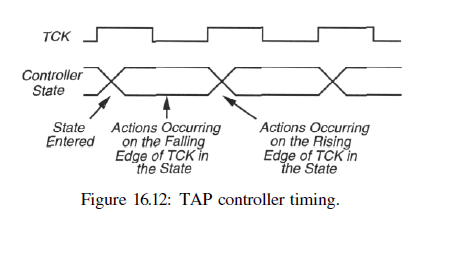 TCK
Controller
State
State
Entered
Actions Occurring
on the Falling
Edge of TCK in
the State
Actions Occurring
on the Rising
Edge of TCK in
the State
Figure 16.12: TAP controller timing.